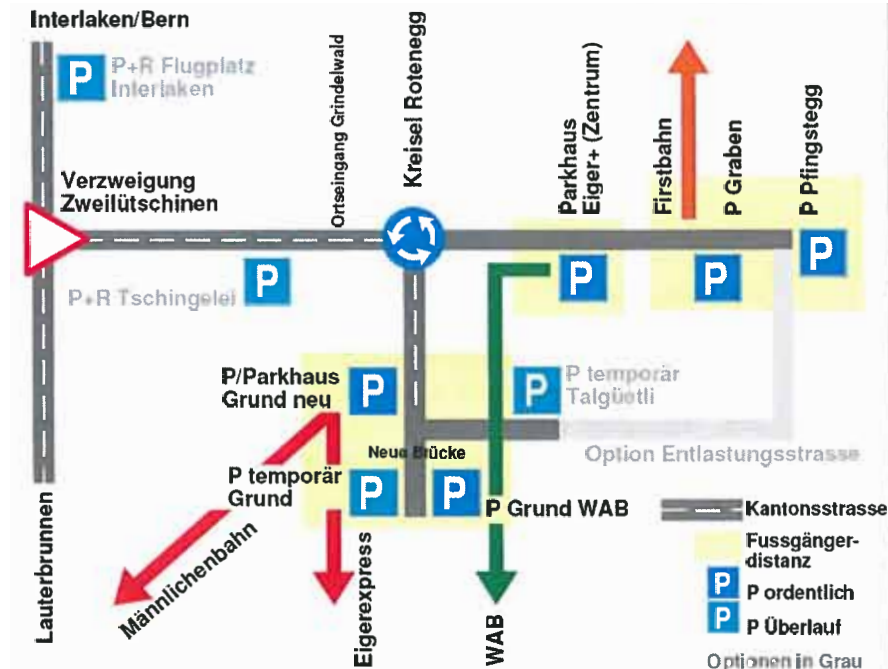 Interlaken/Bern
P
P+R Flugplatz
Interlaken
Verzweigung
Zweilütschinen
Ortseingang Grindelwald
Kreisel Rotenegg
Parkhaus
Eiger+ (Zentrum)
Firstbahn
P Graben
P Pfingstegg
P
P
P
P+R Tschingelei
P
P/Parkhaus
Grund neu
P
P
P temporär
Talgüetli
Neue Brücke
Option Entlastungsstrasse
P temporär
Grund
P
P
P Grund WAB
Lauterbrunnen
Männlichenbahn
Eigerexpress
WAB
Kantonsstrasse
Fussgänger-
distanz
P
P ordentlich
P
P Überlauf
Optionen in Grau